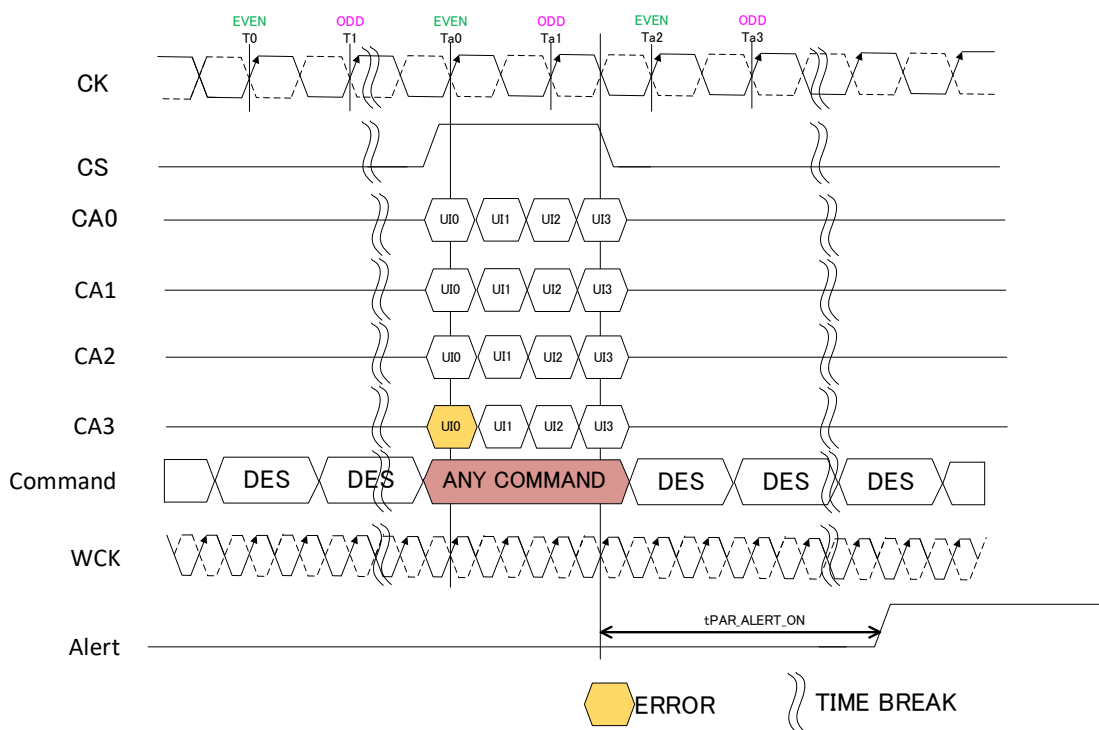 EVEN ODD EVEN ODD EVEN ODD
T0 T1 Ta0 Ta1 Ta2 Ta3
CK
CS
CA0 UI0 UI1 UI2 UI3
CA1 UI0 UI1 UI2 UI3
CA2 UI0 UI1 UI2 UI3
CA3 UI0 UI1 UI2 UI3
Command DES DES ANY COMMAND DES DES DES
WCK
tPAR_ALERT_ON
Alert
ERROR TIME BREAK